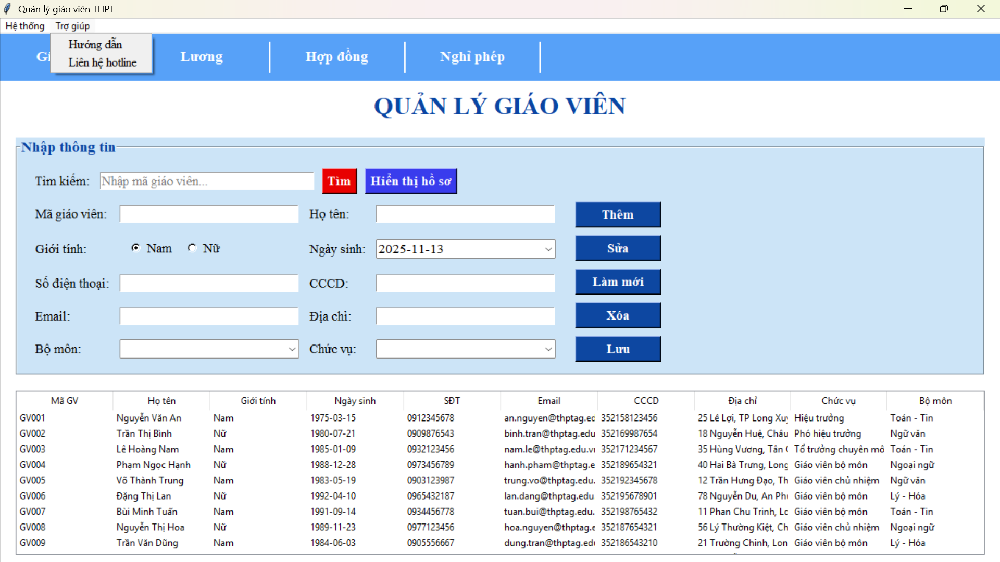 Quản lý giáo viên THPT
Hệ thống Trợ giúp
Hướng dẫn
Liên hệ hotline
Gi Lương Hợp đồng Nghỉ phép
QUẢN LÝ GIÁO VIÊN
Nhập thông tin
Tìm kiếm: Nhập mã giáo viên... Tìm Hiển thị hồ sơ
Mã giáo viên: Họ tên: Thêm
Giới tính: Nam Nữ Ngày sinh: 2025-11-13 Sửa
Số điện thoại: CCCD: Làm mới
Email: Địa chỉ: Xóa
Bộ môn: Chức vụ: Lưu
Mã GV Họ tên Giới tính Ngày sinh SĐT Email CCCD Địa chỉ Chức vụ Bộ môn
GV001 Nguyễn Văn An Nam 1975-03-15 0912345678 an.nguyen@thptag.ec 352158123456 25 Lê Lợi, TP Long Xuy Hiệu trưởng Toán - Tin
GV002 Trần Thị Bình Nữ 1980-07-21 0909876543 binh.tran@thptag.edu 352169987654 18 Nguyễn Huệ, Châu Phó hiệu trưởng Ngữ văn
GV003 Lê Hoàng Nam Nam 1985-01-09 0932123456 nam.le@thptag.edu.vn 352171234567 35 Hùng Vương, Tân Tổ trưởng chuyên mô Toán - Tin
GV004 Phạm Ngọc Hạnh Nữ 1988-12-28 0973456789 hanh.pham@thptag.e 352189654321 40 Hai Bà Trưng, Long Giáo viên bộ môn Ngoại ngữ
GV005 Võ Thành Trung Nam 1983-05-19 0903123987 trung.vo@thptag.edu. 352192345678 12 Trần Hưng Đạo, Th Giáo viên chủ nhiệm Ngữ văn
GV006 Đặng Thị Lan Nữ 1992-04-10 0965432187 lan.dang@thptag.edu 352195678901 78 Nguyễn Du, An Phu Giáo viên bộ môn Lý - Hóa
GV007 Bùi Minh Tuấn Nam 1991-09-14 0934456778 tuan.bui@thptag.edu. 352198765432 11 Phan Chu Trinh, Lo Giáo viên bộ môn Toán - Tin
GV008 Nguyễn Thị Hoa Nữ 1989-11-23 0977123456 hoa.nguyen@thptag.e 352187654321 56 Lý Thường Kiệt, Ch Giáo viên chủ nhiệm Ngoại ngữ
GV009 Trần Văn Dũng Nam 1984-06-03 0905556667 dung.tran@thptag.edu 352186543210 21 Trường Chinh, Lon Giáo viên bộ môn Lý - Hóa